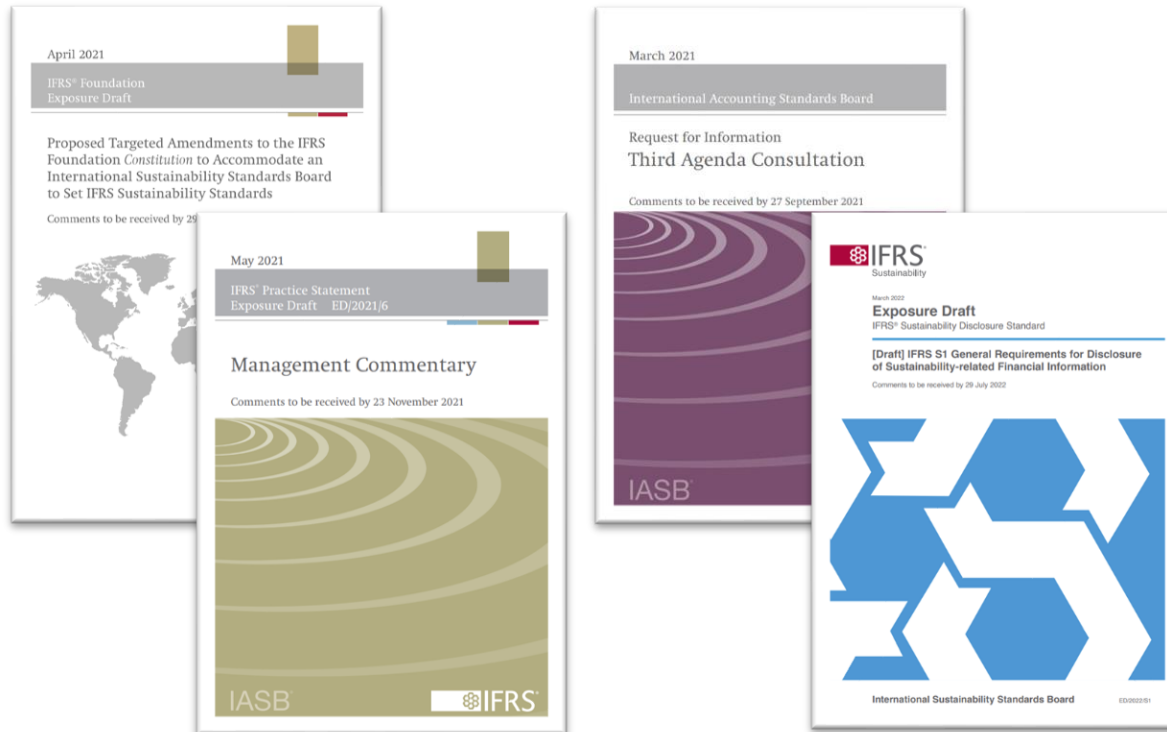 April 2021
IFRS® Foundation
Exposure Draft
Proposed Targeted Amendments to the IFRS
Foundation Constitution to Accommodate an
International Sustainability Standards Board
to Set IFRS Sustainability Standards
Comments to be received by 29
May 2021
IFRS® Practice Statement
Exposure Draft ED/2021/6
Management Commentary
Comments to be received by 23 November 2021
IASB®
IFRS®
March 2021
International Accounting Standards Board
Request for Information
Third Agenda Consultation
Comments to be received by 27 September 2021
IASB®
IFRS®
Sustainability
March 2022
Exposure Draft
IFRS® Sustainability Disclosure Standard
[Draft] IFRS S1 General Requirements for Disclosure
of Sustainability-related Financial Information
Comments to be received by 29 July 2022
International Sustainability Standards Board ED/2022/S1